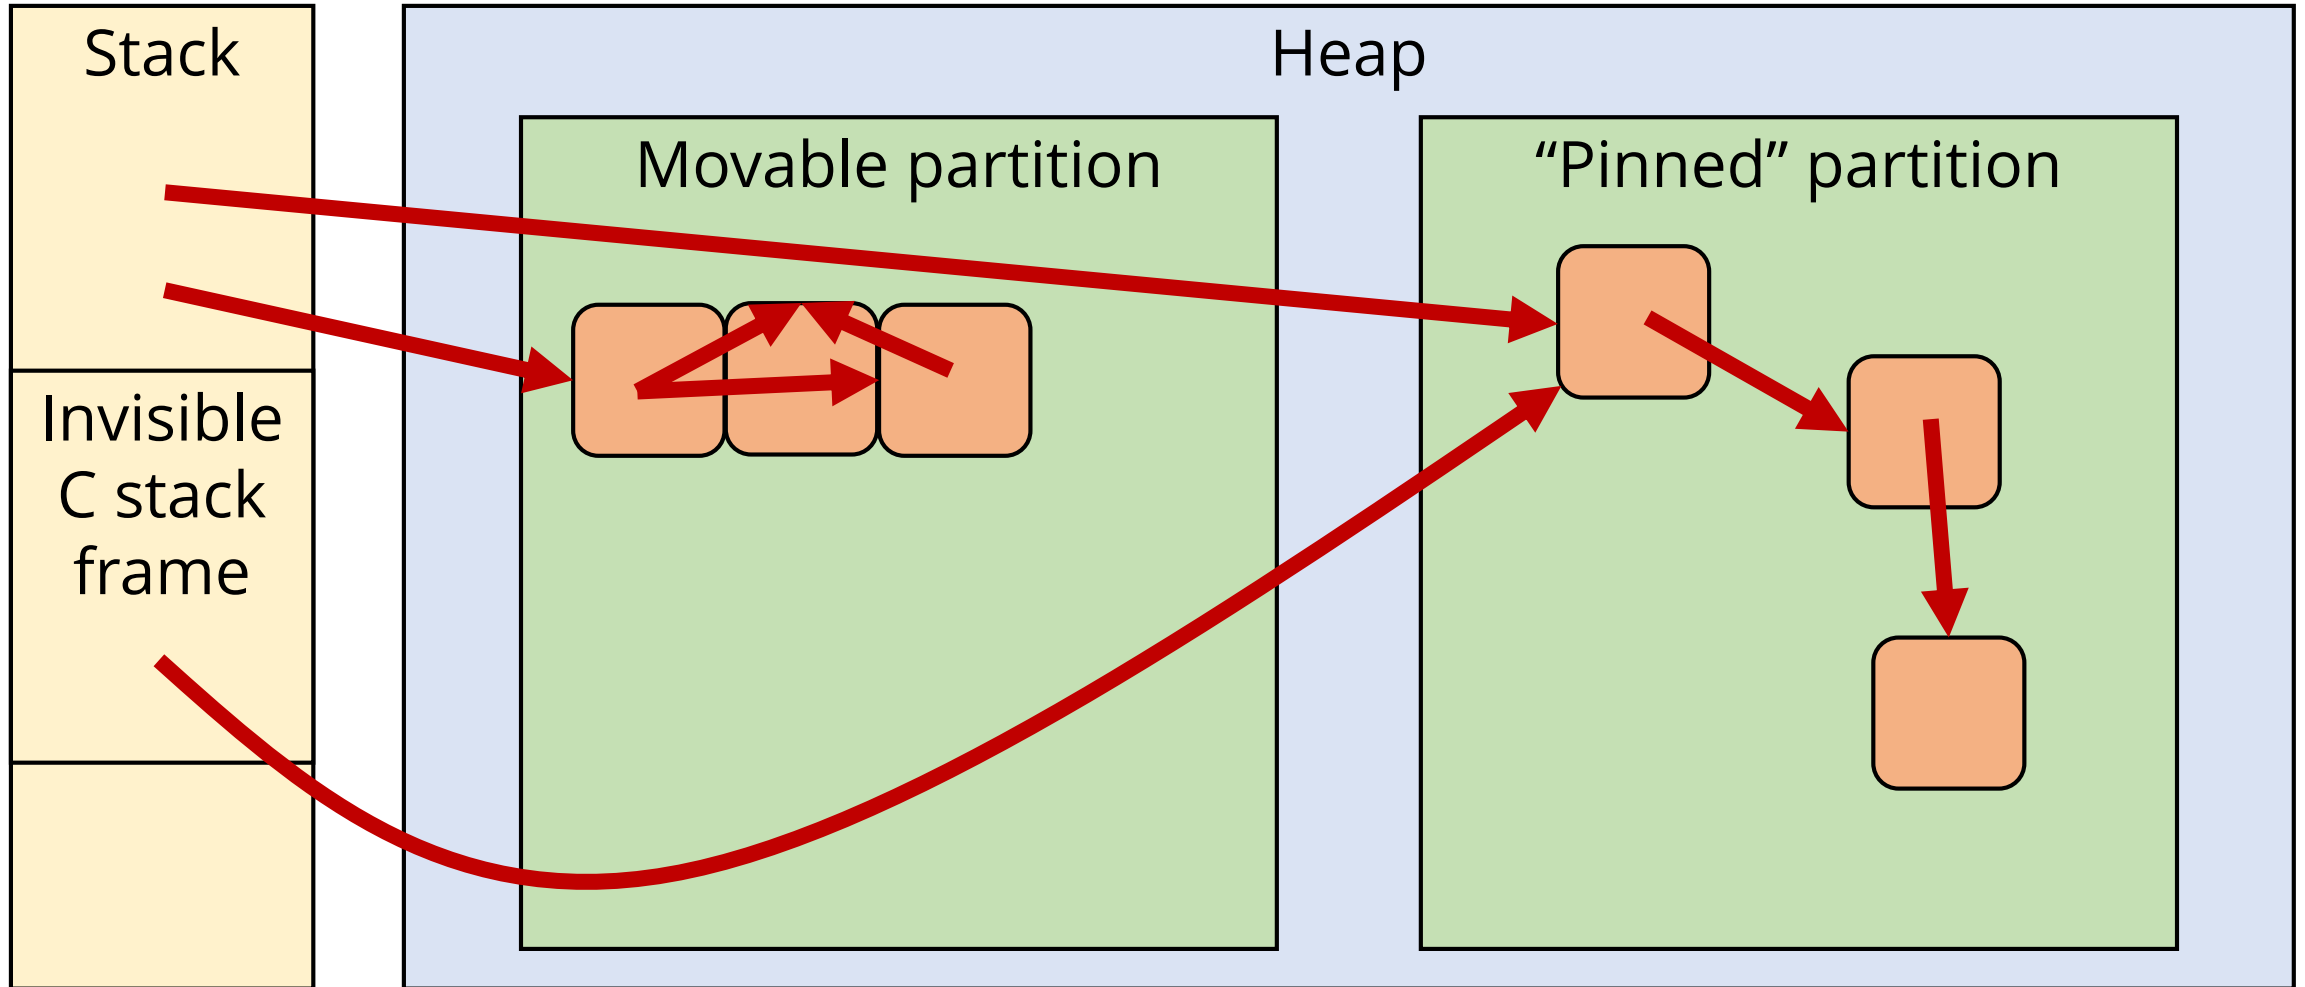 Stack
Heap
Movable partition
“Pinned” partition
Invisible
C stack
frame